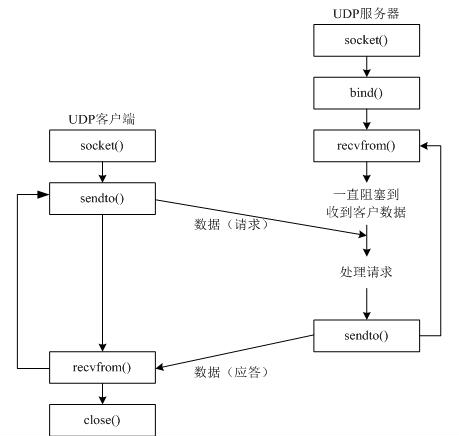 UDP服务器
socket()
bind()
UDP客户端
socket()
recvfrom()
sendto()
一直阻塞到
收到客户数据
数据（请求）
处理请求
sendto()
recvfrom()
数据（应答）
close()